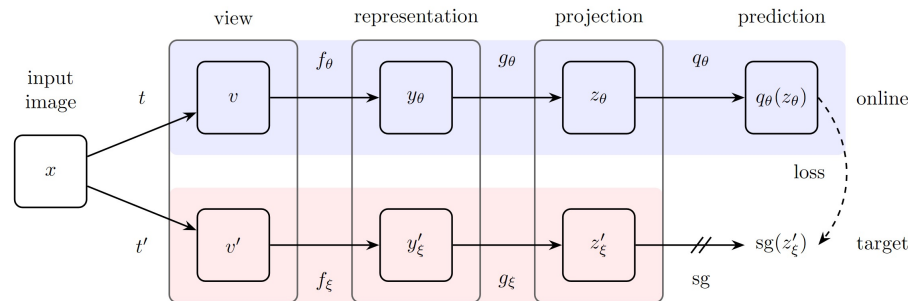 view representation projection prediction
input
image
t f_θ g_θ q_θ
v y_θ z_θ q_θ(z_θ) online
x
loss
t′ v′ y′_ξ z′_ξ sg(z′_ξ) target
f_ξ g_ξ sg